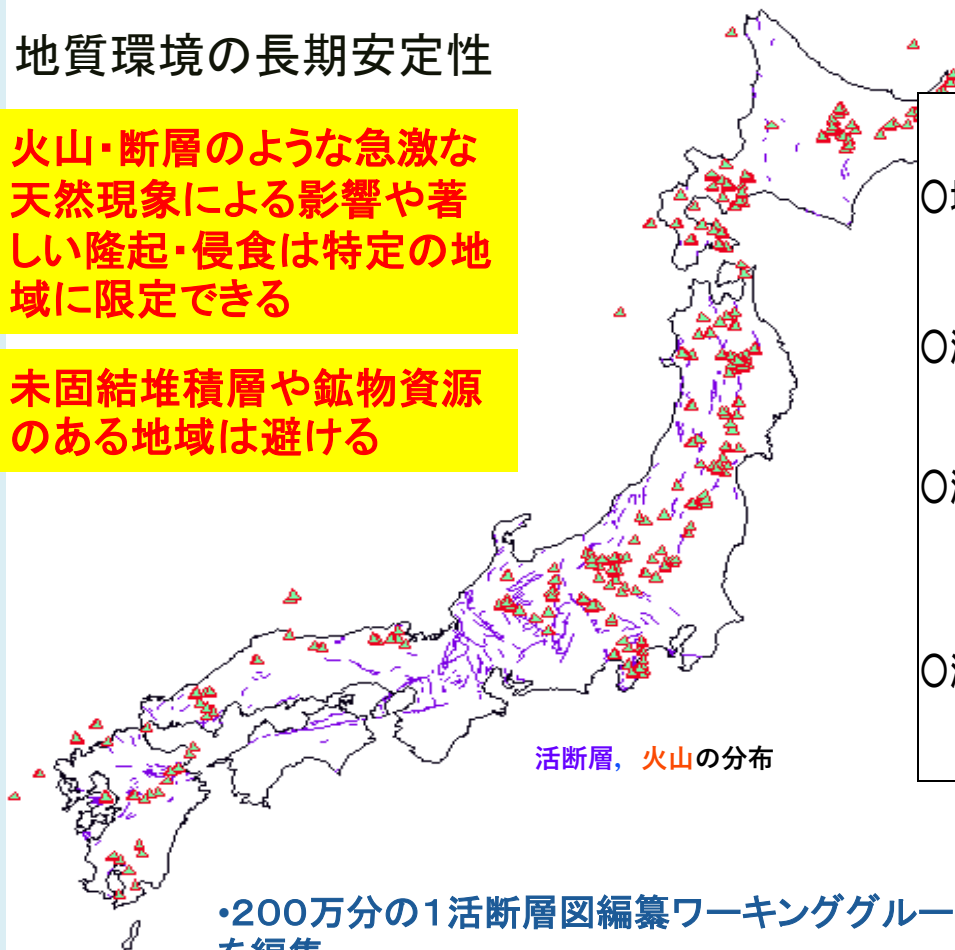 地質環境の長期安定性
火山・断層のような急激な
天然現象による影響や著
しい隆起・侵食は特定の地
域に限定できる
未固結堆積層や鉱物資源
のある地域は避ける
○
○
○
○
活断層, 火山の分布
•200万分の1活断層図編纂ワーキンググルー
を編集